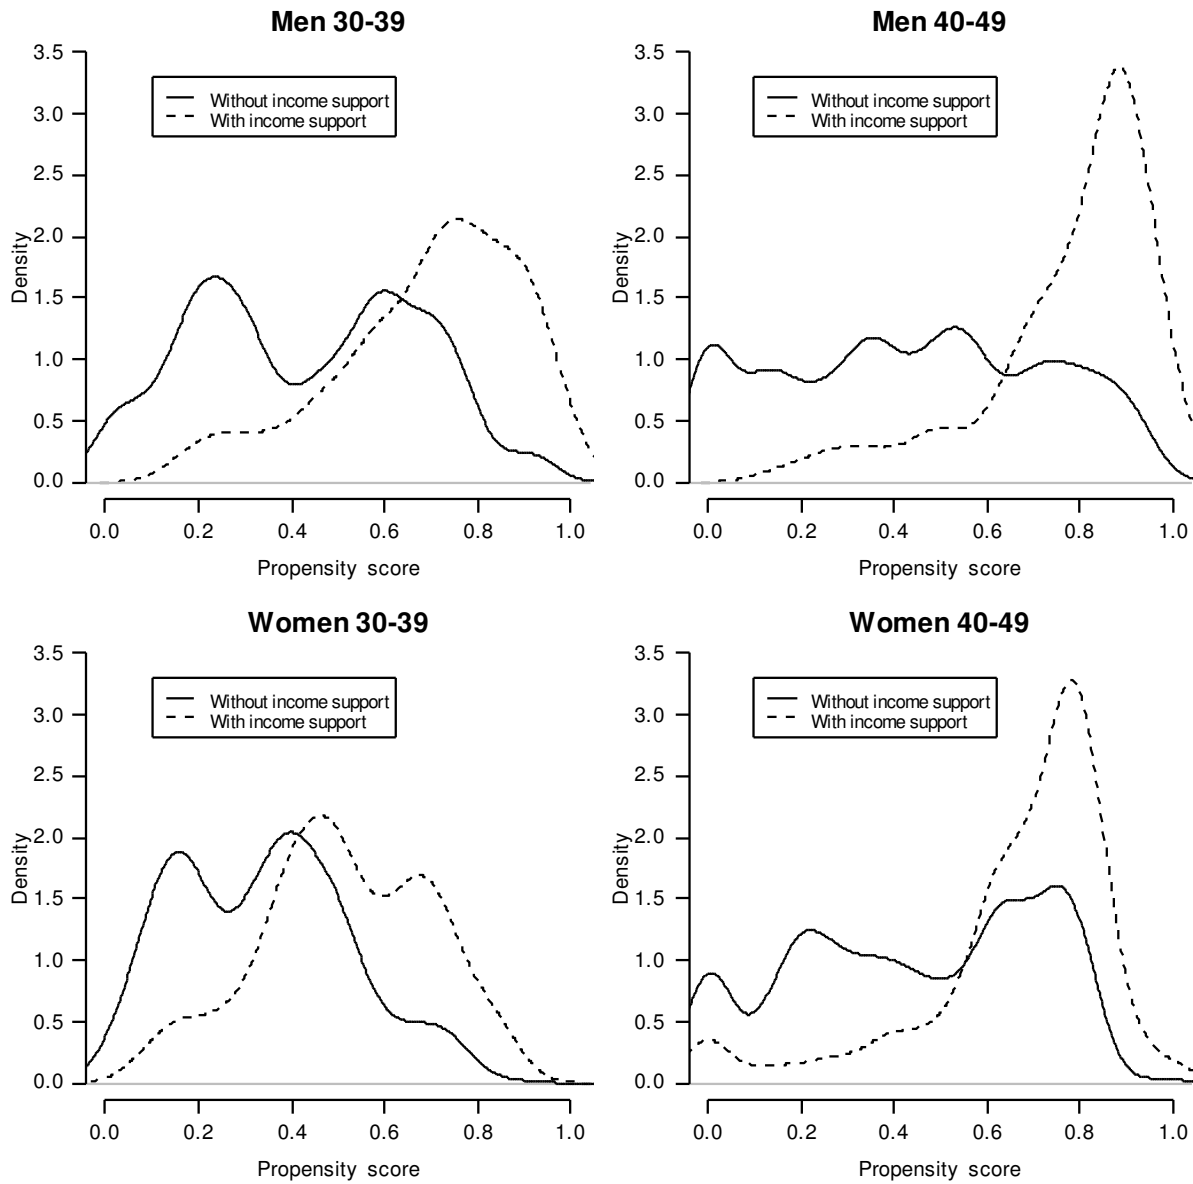 Men 30-39
3.5
3.0
2.5
2.0
1.5
1.0
0.5
0.0
Density
Without income support
With income support
0.0 0.2 0.4 0.6 0.8 1.0
Propensity score
Men 40-49
3.5
3.0
2.5
2.0
1.5
1.0
0.5
0.0
Density
Without income support
With income support
0.0 0.2 0.4 0.6 0.8 1.0
Propensity score
Women 30-39
3.5
3.0
2.5
2.0
1.5
1.0
0.5
0.0
Density
Without income support
With income support
0.0 0.2 0.4 0.6 0.8 1.0
Propensity score
Women 40-49
3.5
3.0
2.5
2.0
1.5
1.0
0.5
0.0
Density
Without income support
With income support
0.0 0.2 0.4 0.6 0.8 1.0
Propensity score